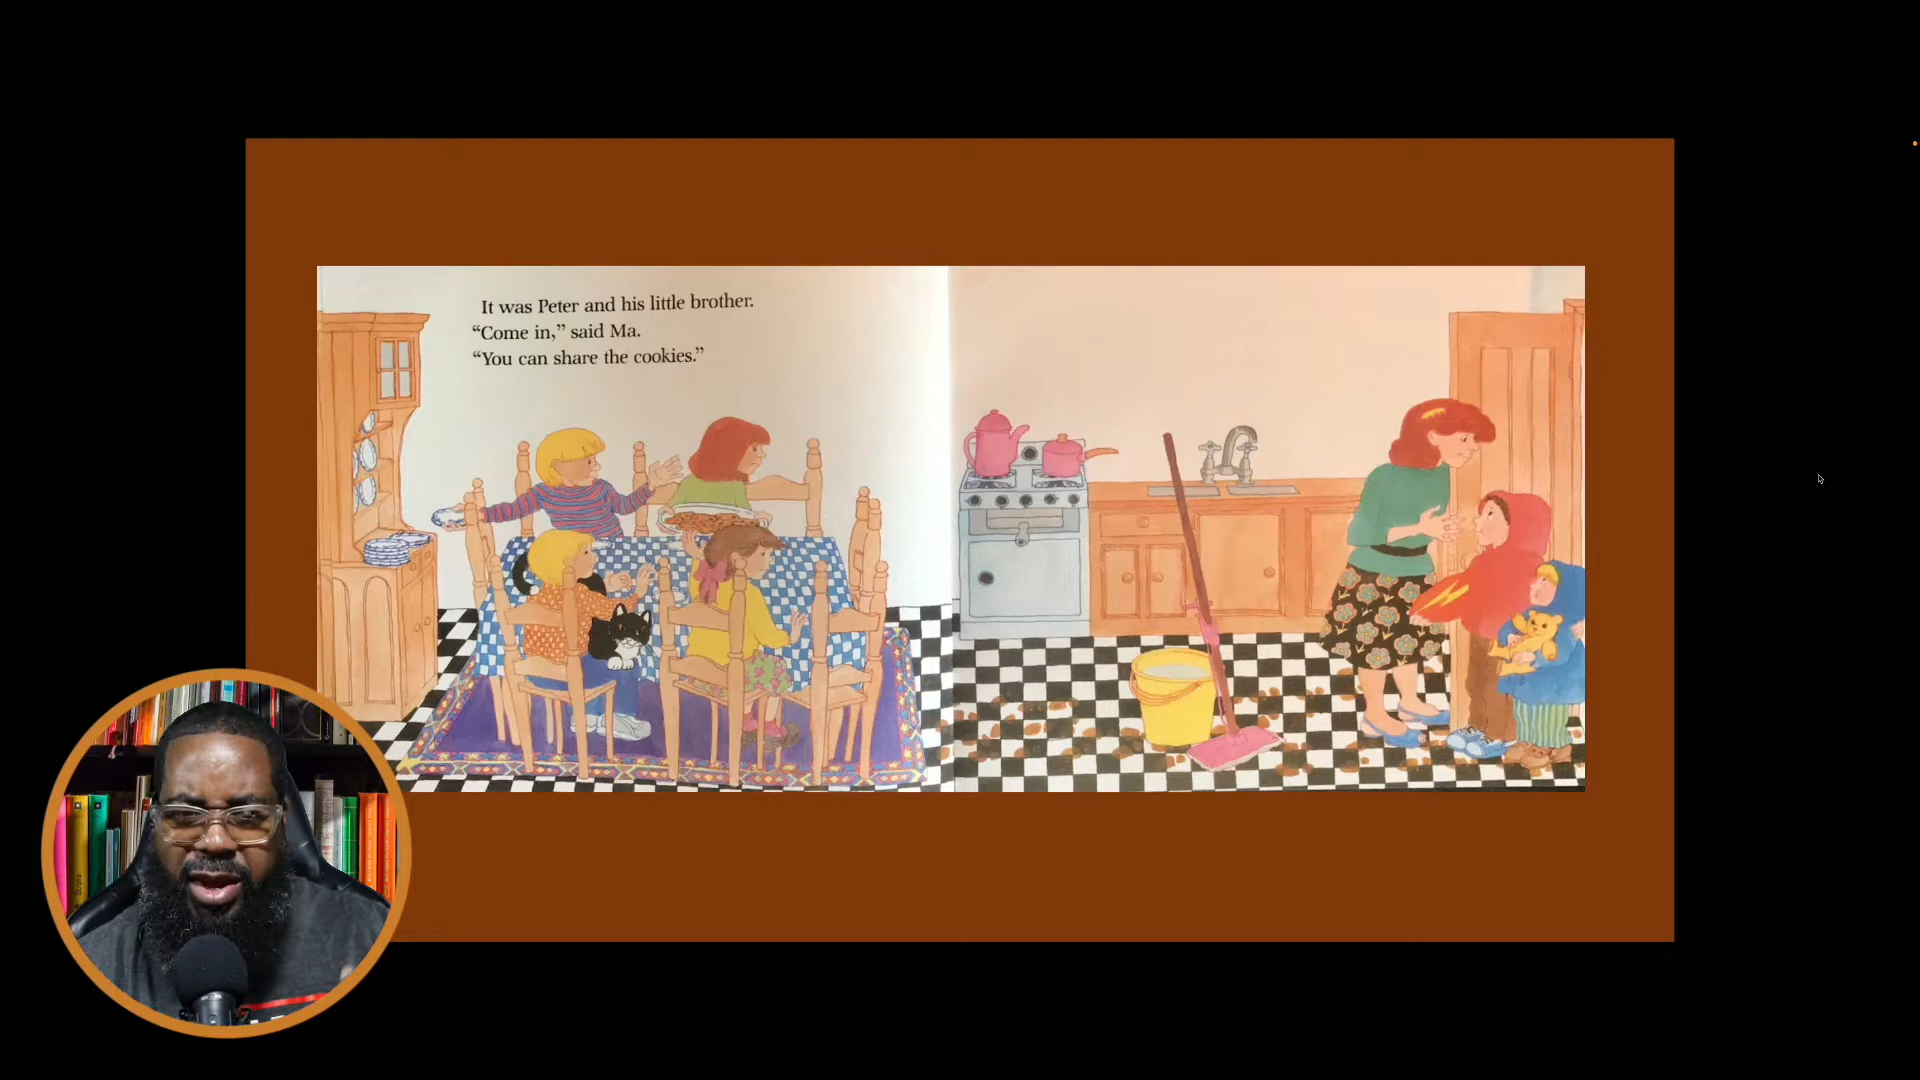 It was Peter and his little brother.
“Come in,” said Ma.
“You can share the cookies.”